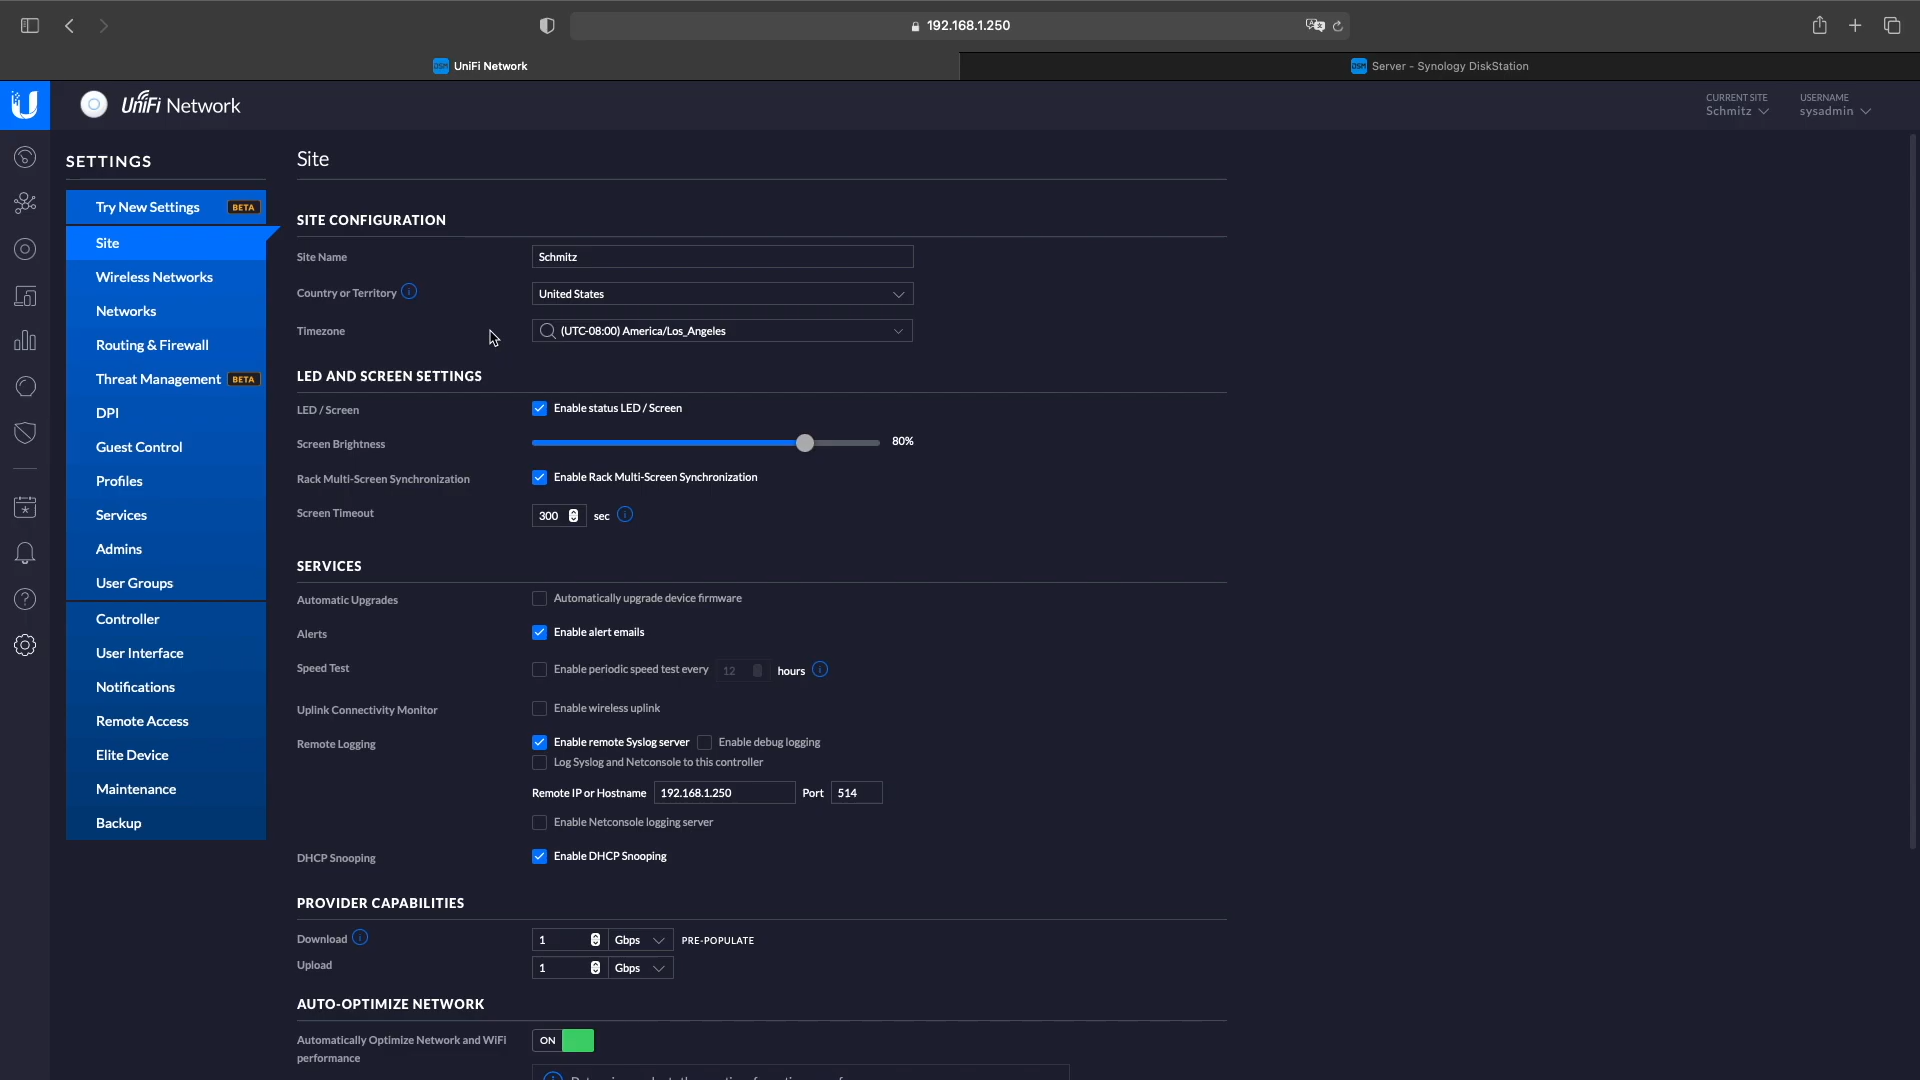 192.168.1.250
UniFi Network
Server - Synology DiskStation
UniFi Network
CURRENT SITE
Schmitz
USERNAME
sysadmin
SETTINGS
Try New Settings BETA
Site
Wireless Networks
Networks
Routing & Firewall
Threat Management BETA
DPI
Guest Control
Profiles
Services
Admins
User Groups
Controller
User Interface
Notifications
Remote Access
Elite Device
Maintenance
Backup
Site
SITE CONFIGURATION
Site Name Schmitz
Country or Territory United States
Timezone (UTC-08:00) America/Los_Angeles
LED AND SCREEN SETTINGS
LED / Screen Enable status LED / Screen
Screen Brightness 80%
Rack Multi-Screen Synchronization Enable Rack Multi-Screen Synchronization
Screen Timeout 300 sec
SERVICES
Automatic Upgrades Automatically upgrade device firmware
Alerts Enable alert emails
Speed Test Enable periodic speed test every 12 hours
Uplink Connectivity Monitor Enable wireless uplink
Remote Logging Enable remote Syslog server Enable debug logging
Log Syslog and Netconsole to this controller
Remote IP or Hostname 192.168.1.250 Port 514
Enable Netconsole logging server
DHCP Snooping Enable DHCP Snooping
PROVIDER CAPABILITIES
Download 1 Gbps PRE-POPULATE
Upload 1 Gbps
AUTO-OPTIMIZE NETWORK
Automatically Optimize Network and WiFi ON
performance